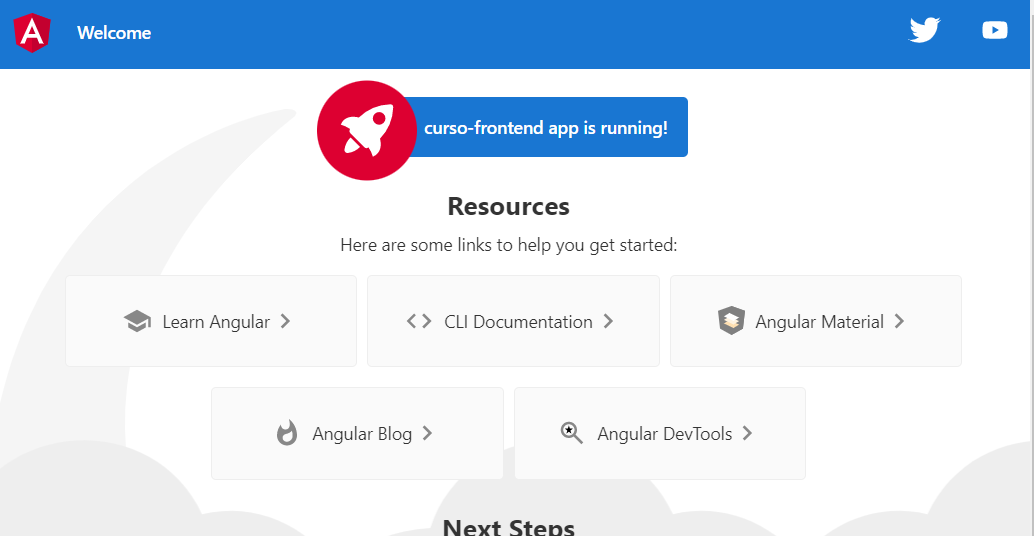 Welcome
curso-frontend app is running!
Resources
Here are some links to help you get started:
Learn Angular
CLI Documentation
Angular Material
Angular Blog
Angular DevTools
Next Steps